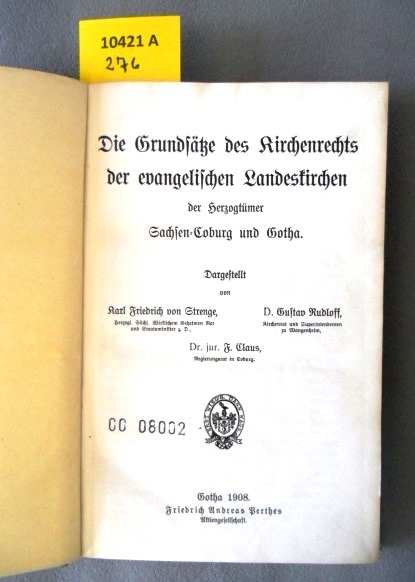 10421 A
276
Die Grundsätze des Kirchenrechts
der evangelischen Landeskirchen
der Herzogtümer
Sachsen-Coburg und Gotha.
Dargestellt
von
Karl Friedrich von Strenge,
Herzogl. Sächs. Wirklichem Geheimen Rat
und Staatsminister z. D.,
D. Gustav Rudloff,
Kirchenrat und Superintendenten
zu Wangenheim,
Dr. jur. F. Claus,
Regierungsrat in Coburg.
CC 08002
Gotha 1908.
Friedrich Andreas Perthes
Aktiengesellschaft.